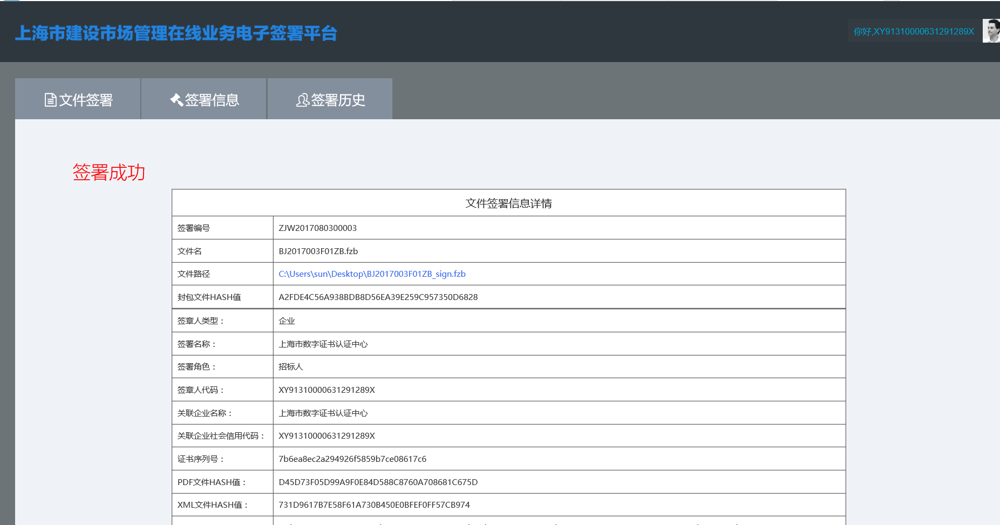 上海市建设市场管理在线业务电子签署平台
你好,XY91310000631291289X
文件签署
签署信息
签署历史
签署成功
文件签署信息详情
签署编号 ZJW2017080300003
文件名 BJ2017003F01ZB.fzb
文件路径 C:\Users\sun\Desktop\BJ2017003F01ZB_sign.fzb
封包文件HASH值 A2FDE4C56A938BDB8D56EA39E259C957350D6828
签章人类型： 企业
签署名称： 上海市数字证书认证中心
签署角色： 招标人
签章人代码： XY91310000631291289X
关联企业名称： 上海市数字证书认证中心
关联企业社会信用代码： XY91310000631291289X
证书序列号： 7b6ea8ec2a294926f5859b7ce08617c6
PDF文件HASH值： D45D73F05D99A9F0E84D588C8760A708681C675D
XML文件HASH值： 731D9617B7E58F61A730B450E0BFEF0FF57CB974